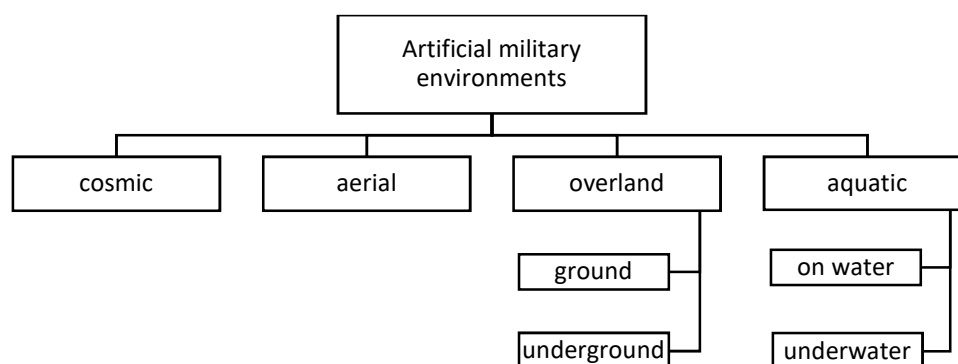 Artificial military
environments
cosmic
aerial
overland
aquatic
ground
on water
underground
underwater